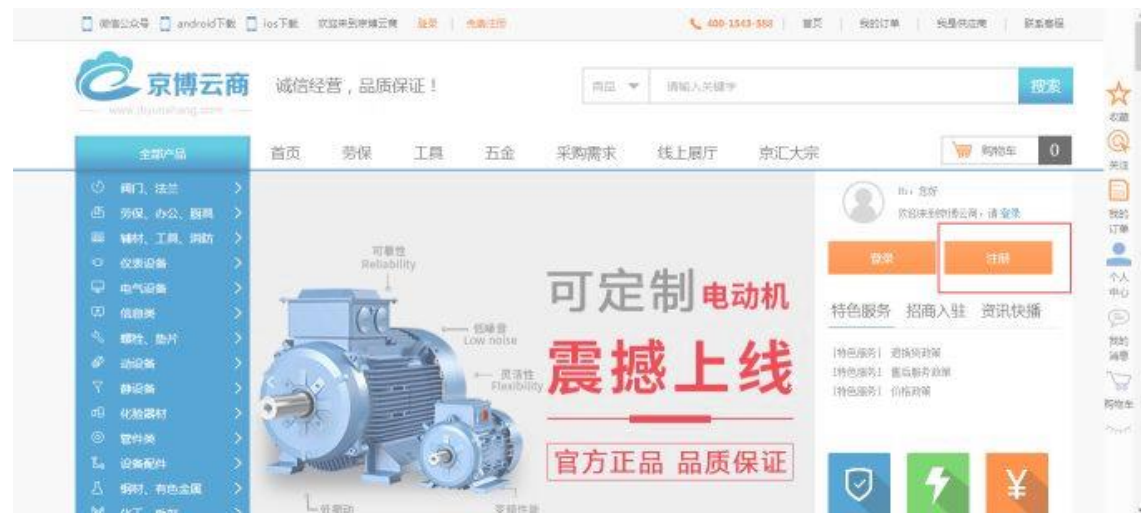 微信公众号 android下载 ios下载 欢迎来到京博云商 登录 | 免费注册 400-1543-588 | 首页 | 我的订单 | 我是供应商 | 联系客服
京博云商 诚信经营，品质保证！ 商品 请输入关键字 搜索
www.jbyunshang.com
全部产品 首页 劳保 工具 五金 采购需求 线上展厅 京汇大宗 购物车 0
阀门、法兰
劳保、办公、厨具
辅材、工具、消防
仪表设备
电气设备
信息类
螺栓、垫片
动设备
静设备
化验器材
管件类
设备配件
钢材、有色金属
可靠性
Reliability
低噪音
Low noise
灵活性
Flexibility
低振动
变频性能
可定制电动机
震撼上线
官方正品 品质保证
Hi，您好
欢迎来到京博云商，请 登录
登录 注册
特色服务 招商入驻 资讯快播
[特色服务] 退换货政策
[特色服务] 售后服务政策
[特色服务] 价格政策
收藏
关注
我的
订单
个人
中心
我的
消息
购物车